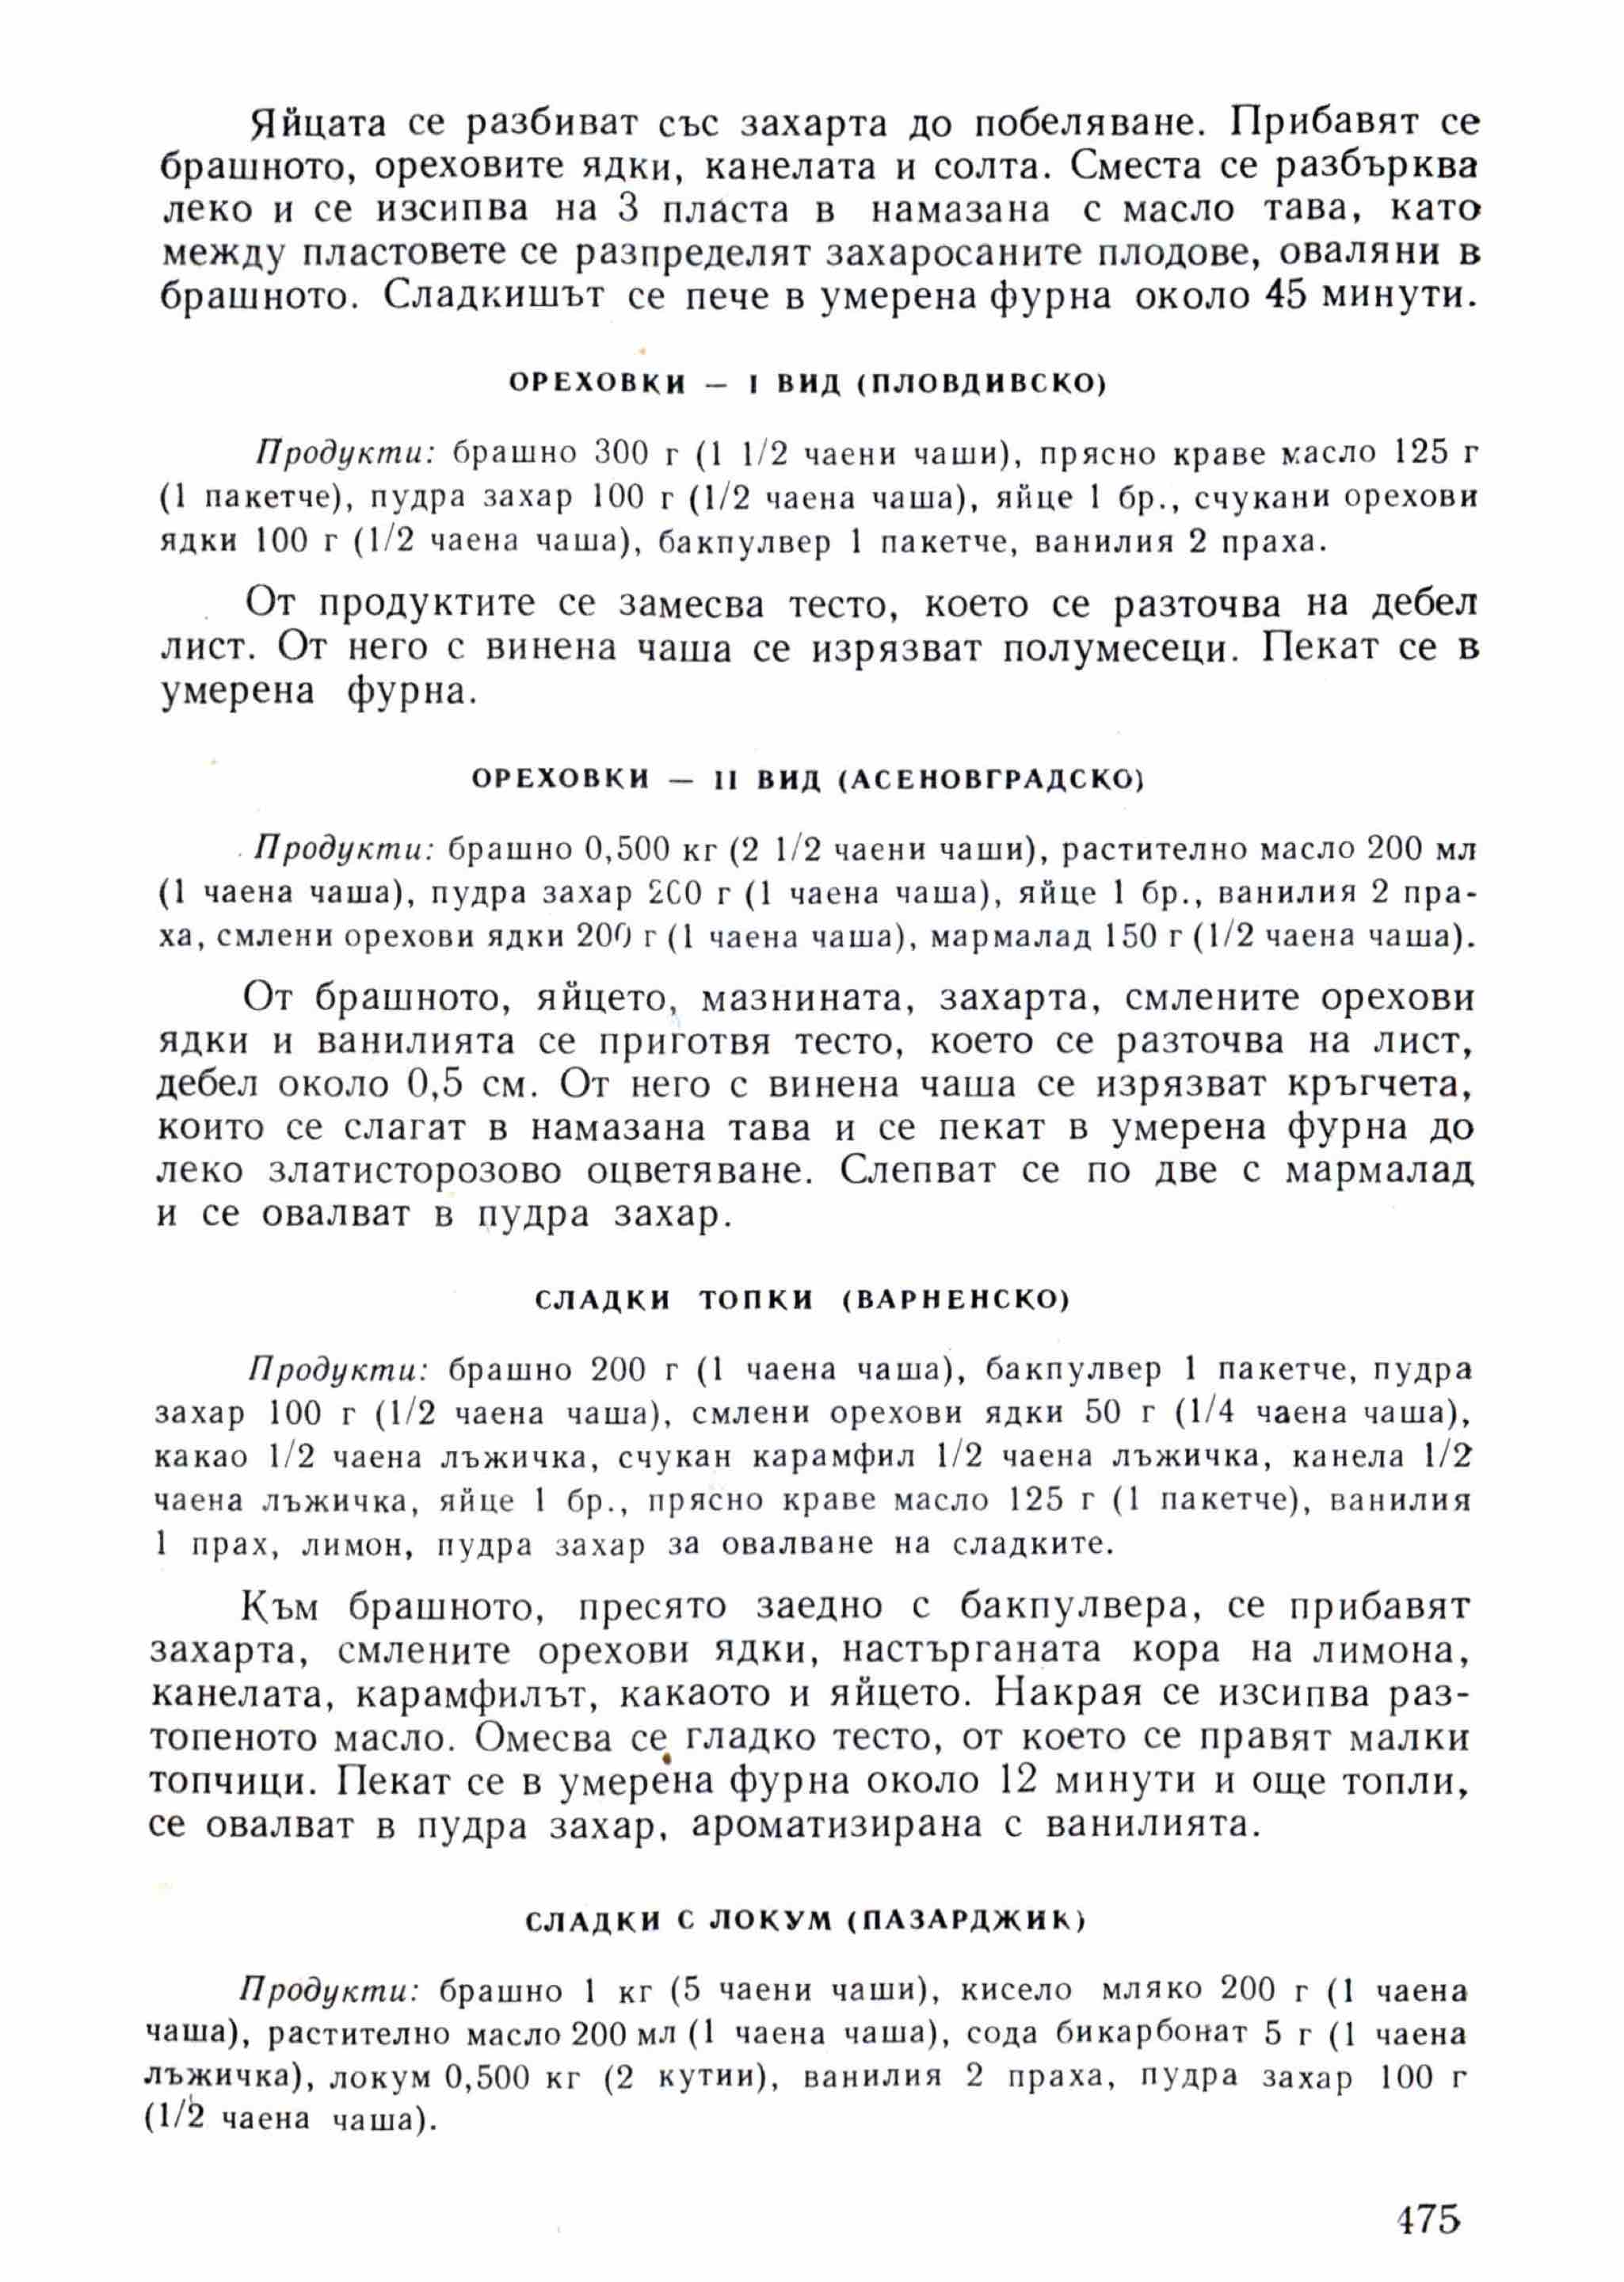 Яйцата се разбиват със захарта до побеляване. Прибавят се
брашното, ореховите ядки, канелата и солта. Сместа се разбърква
леко и се изсипва на 3 пласта в намазана с масло тава, като
между пластовете се разпределят захаросаните плодове, оваляни в
брашното. Сладкишът се пече в умерена фурна около 45 минути.
ОРЕХОВКИ — I ВИД (ПЛОВДИВСКО)
Продукти: брашно 300 г (1 1/2 чаени чаши), прясно краве масло 125 г
(1 пакетче), пудра захар 100 г (1/2 чаена чаша), яйце 1 бр., счукани орехови
ядки 100 г (1/2 чаена чаша), бакпулвер 1 пакетче, ванилия 2 праха.
От продуктите се замесва тесто, което се разточва на дебел
лист. От него с винена чаша се изрязват полумесеци. Пекат се в
умерена фурна.
ОРЕХОВКИ — II ВИД (АСЕНОВГРАДСКО)
Продукти: брашно 0,500 кг (2 1/2 чаени чаши), растително масло 200 мл
(1 чаена чаша), пудра захар 200 г (1 чаена чаша), яйце 1 бр., ванилия 2 пра-
ха, смлени орехови ядки 200 г (1 чаена чаша), мармалад 150 г (1/2 чаена чаша).
От брашното, яйцето, мазнината, захарта, смлените орехови
ядки и ванилията се приготвя тесто, което се разточва на лист,
дебел около 0,5 см. От него с винена чаша се изрязват кръгчета,
които се слагат в намазана тава и се пекат в умерена фурна до
леко златисторозово оцветяване. Слепват се по две с мармалад
и се овалват в пудра захар.
СЛАДКИ ТОПКИ (ВАРНЕНСКО)
Продукти: брашно 200 г (1 чаена чаша), бакпулвер 1 пакетче, пудра
захар 100 г (1/2 чаена чаша), смлени орехови ядки 50 г (1/4 чаена чаша),
какао 1/2 чаена лъжичка, счукан карамфил 1/2 чаена лъжичка, канела 1/2
чаена лъжичка, яйце 1 бр., прясно краве масло 125 г (1 пакетче), ванилия
1 прах, лимон, пудра захар за овалване на сладките.
Към брашното, пресято заедно с бакпулвера, се прибавят
захарта, смлените орехови ядки, настърганата кора на лимона,
канелата, карамфилът, какаото и яйцето. Накрая се изсипва раз-
топеното масло. Омесва се гладко тесто, от което се правят малки
топчици. Пекат се в умерена фурна около 12 минути и още топли,
се овалват в пудра захар, ароматизирана с ванилията.
СЛАДКИ С ЛОКУМ (ПАЗАРДЖИК)
Продукти: брашно 1 кг (5 чаени чаши), кисело мляко 200 г (1 чаена
чаша), растително масло 200 мл (1 чаена чаша), сода бикарбонат 5 г (1 чаена
лъжичка), локум 0,500 кг (2 кутии), ванилия 2 праха, пудра захар 100 г
(1/2 чаена чаша).
475